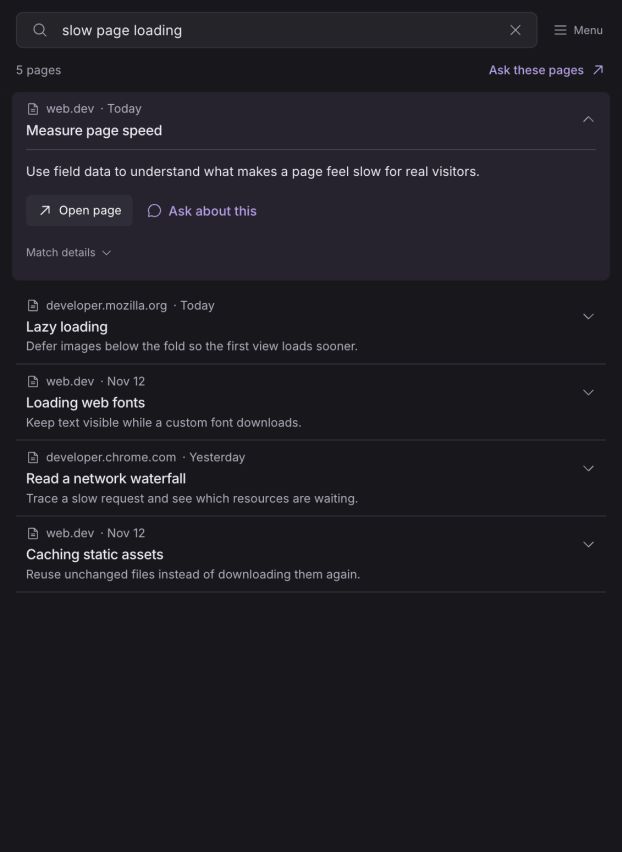 slow page loading
Menu
5 pages
Ask these pages
web.dev · Today
Measure page speed
Use field data to understand what makes a page feel slow for real visitors.
Open page
Ask about this
Match details
developer.mozilla.org · Today
Lazy loading
Defer images below the fold so the first view loads sooner.
web.dev · Nov 12
Loading web fonts
Keep text visible while a custom font downloads.
developer.chrome.com · Yesterday
Read a network waterfall
Trace a slow request and see which resources are waiting.
web.dev · Nov 12
Caching static assets
Reuse unchanged files instead of downloading them again.